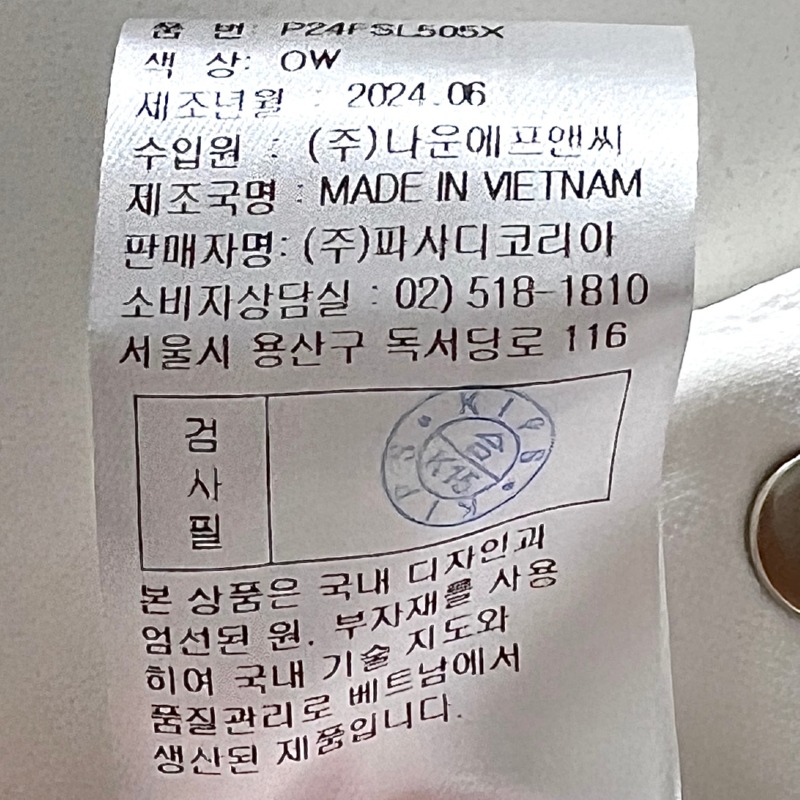 품 번: P24FSL505X
색 상: OW
제조년월 : 2024.06
수입원 : (주)나운에프앤씨
제조국명 : MADE IN VIETNAM
판매자명: (주)파사디코리아
소비자상담실 : 02) 518-1810
서울시 용산구 독서당로 116
검사필
KIPS
合
K15
KIPS
본 상품은 국내 디자인과
엄선된 원. 부자재를 사용
히여 국내 기술 지도와
품질관리로 베트남에서
생산된 제품입니다.